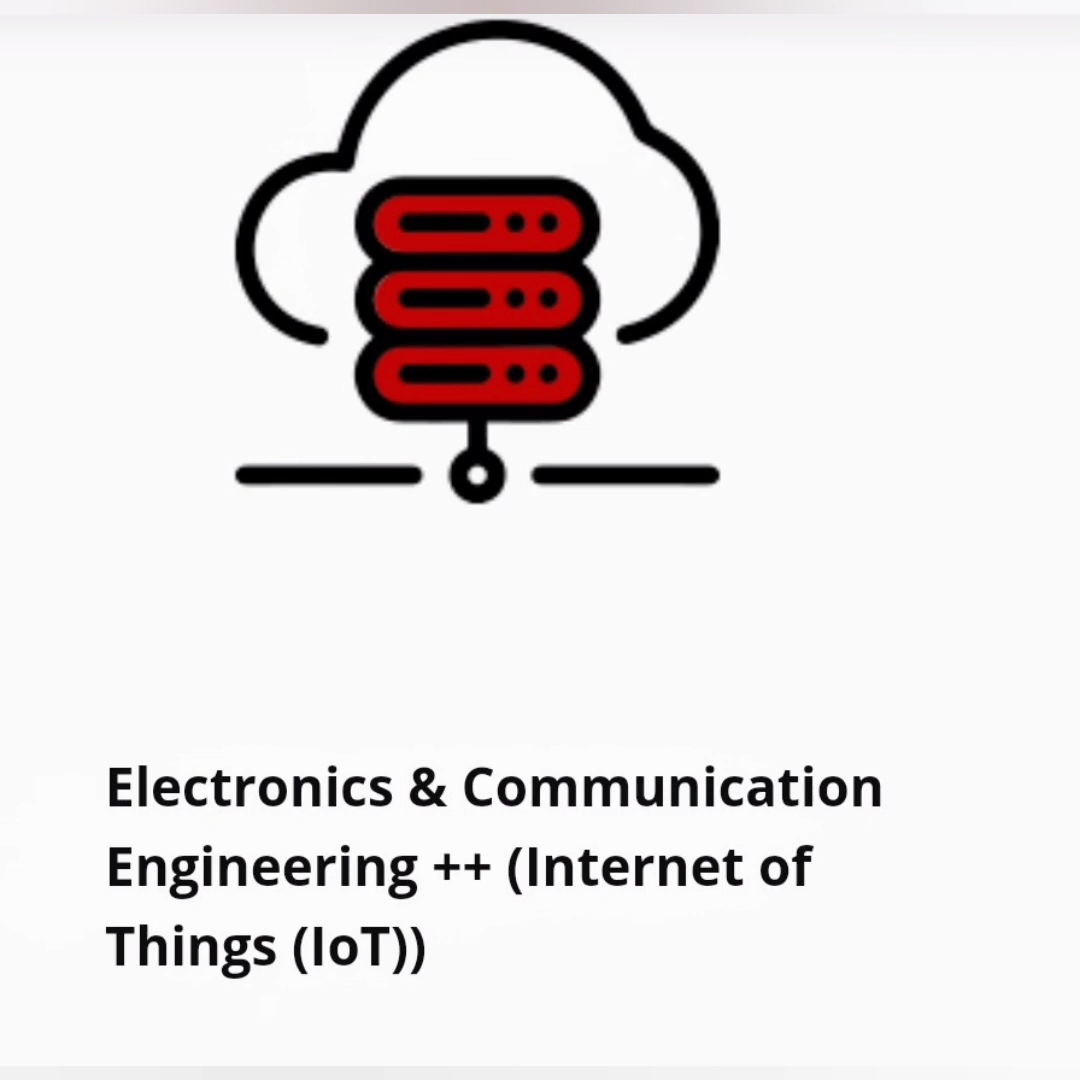 Electronics & Communication
Engineering ++ (Internet of
Things (IoT))